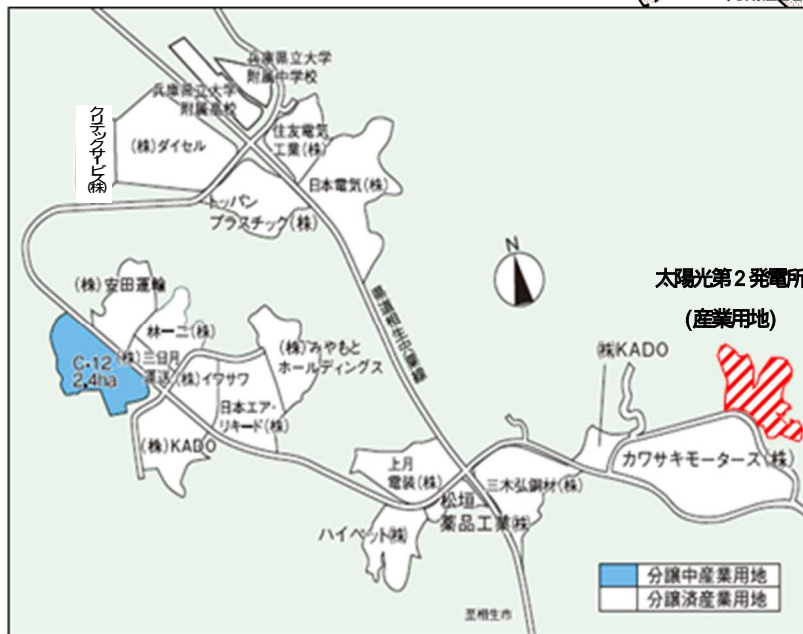 兵庫県立大学
附属中学校
兵庫県立大学
附属高校
クリテックサービス㈱
(株)ダイセル
住友電気
工業(株)
日本電気(株)
トッパン
プラスチック(株)
N
太陽光第2発電所
(産業用地)
(株)安田運輸
林一二(株)
(株)みやもと
ホールディングス
㈱KADO
C-12
2.4ha
(株)三日月
運送
(株)イワサワ
日本エア・
リキード(株)
(株)KADO
カワサキモータース(株)
上月
電装(株)
三木弘鋼材(株)
松垣
薬品工業(株)
ハイペット㈱
分譲中産業用地
分譲済産業用地
至相生市